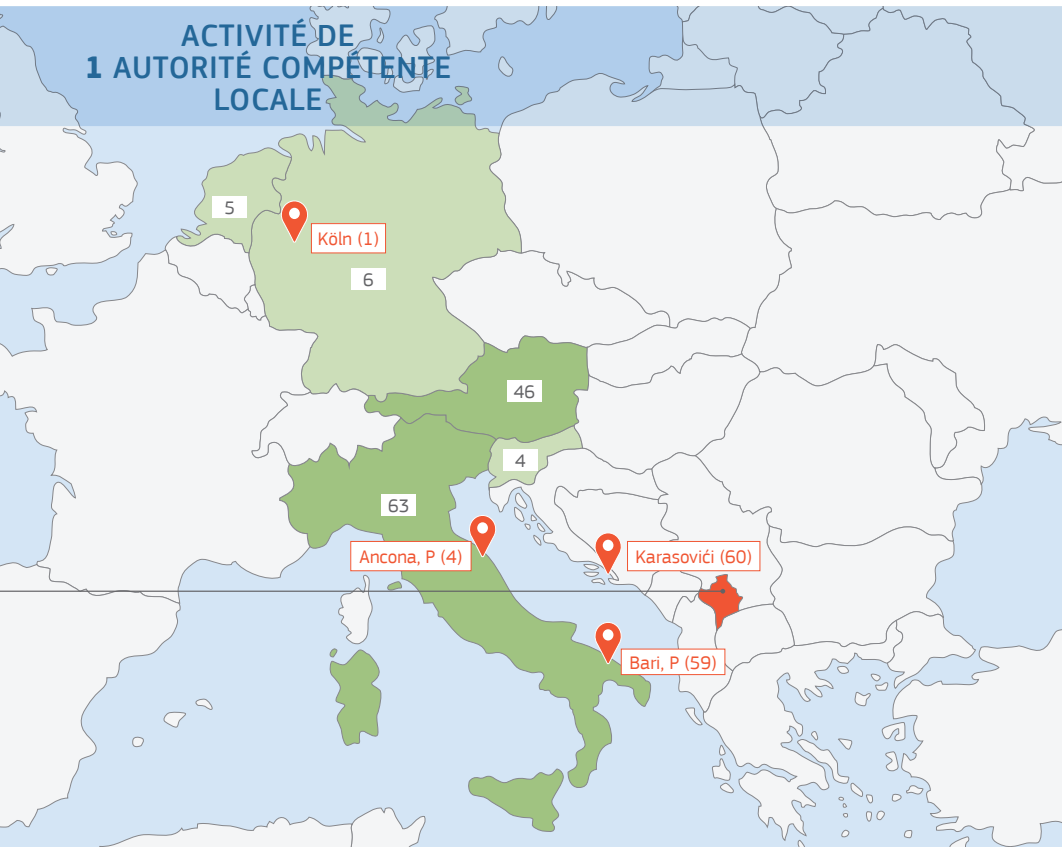 ACTIVITÉ DE
1 AUTORITÉ COMPÉTENTE
LOCALE
5
Köln (1)
6
46
4
63
Ancona, P (4)
Karasovići (60)
Bari, P (59)